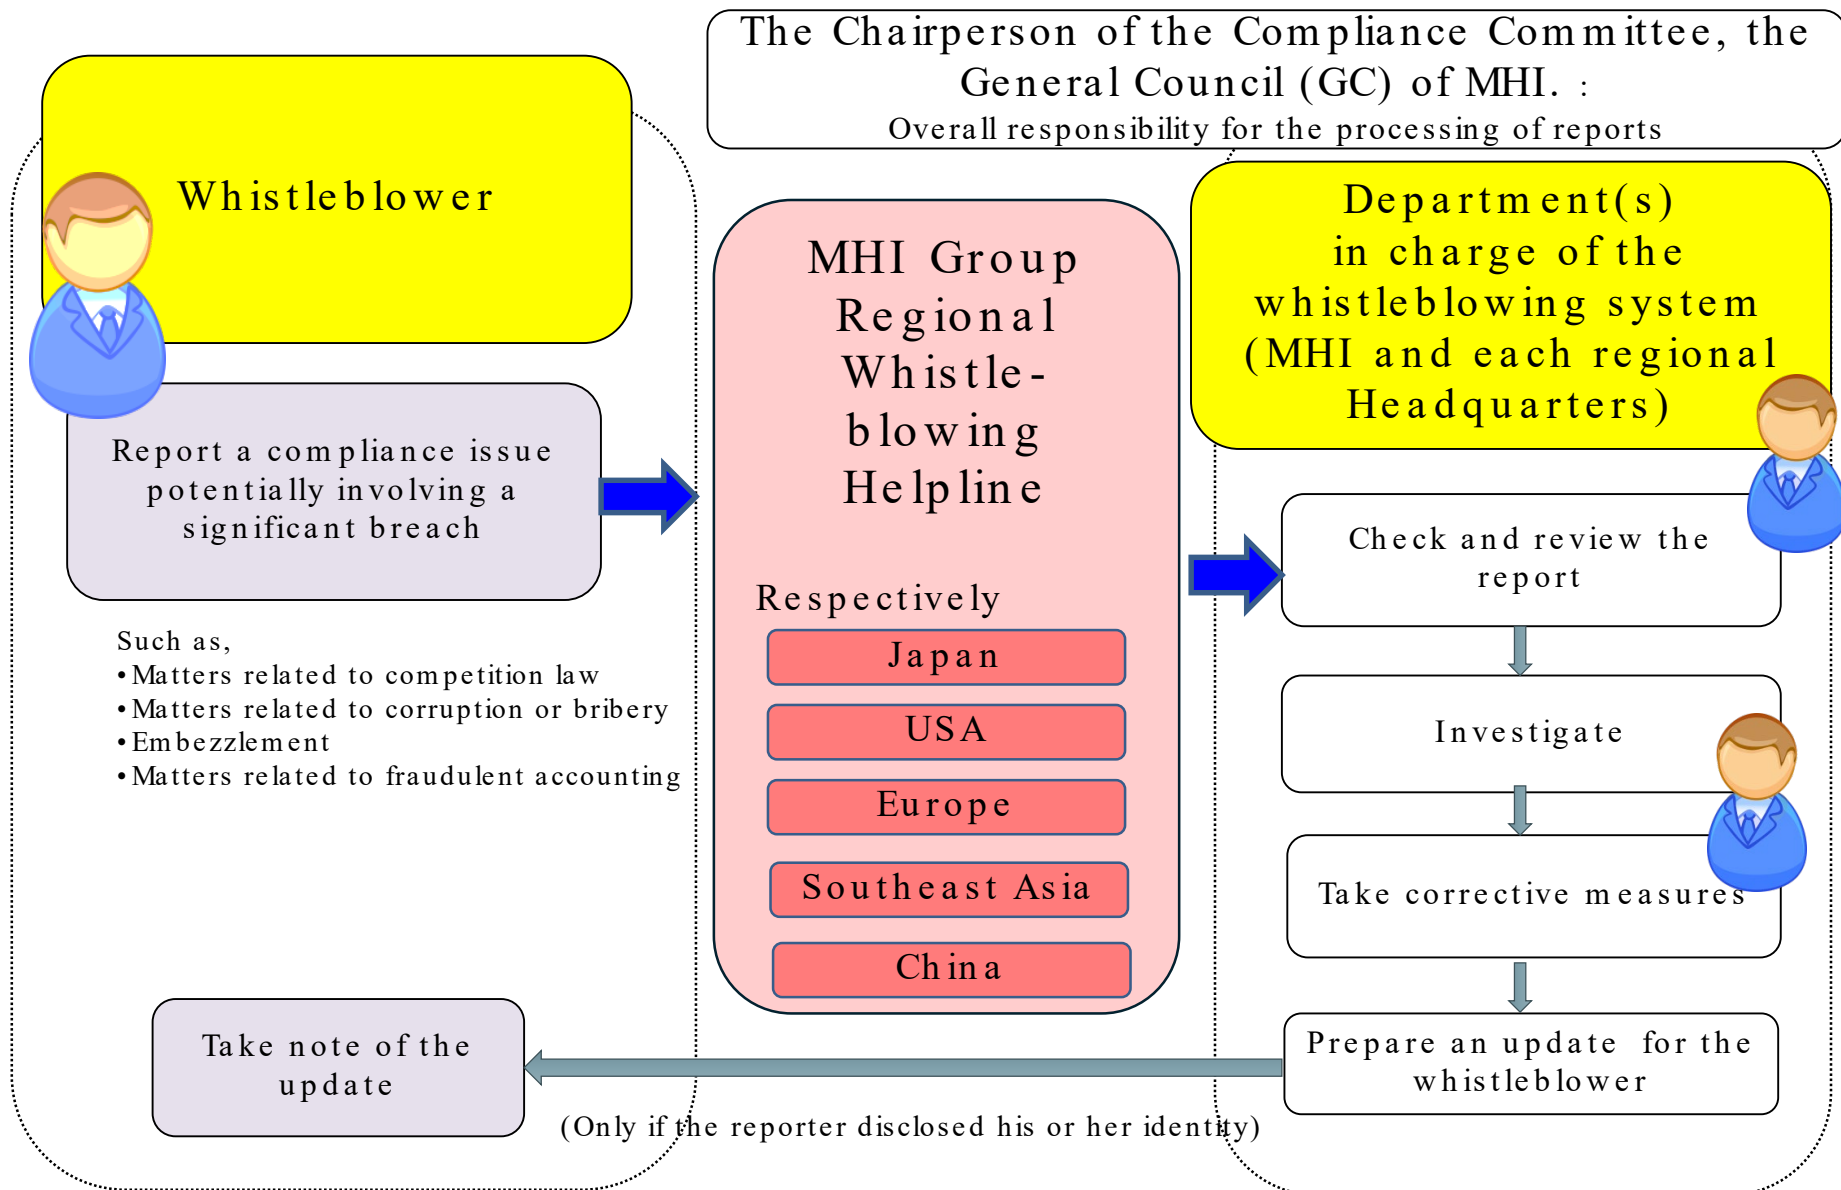 The Chairperson of the Compliance Committee, the
General Council (GC) of MHI. :
Overall responsibility for the processing of reports
Whistleblower
Report a compliance issue
potentially involving a
significant breach
Such as,
•Matters related to competition law
•Matters related to corruption or bribery
•Embezzlement
•Matters related to fraudulent accounting
Take note of the
update
MHI Group
Regional
Whistle-
blowing
Helpline
Respectively
Japan
USA
Europe
Southeast Asia
China
Department(s)
in charge of the
whistleblowing system
(MHI and each regional
Headquarters)
Check and review the
report
Investigate
Take corrective measures
Prepare an update for the
whistleblower
(Only if the reporter disclosed his or her identity)